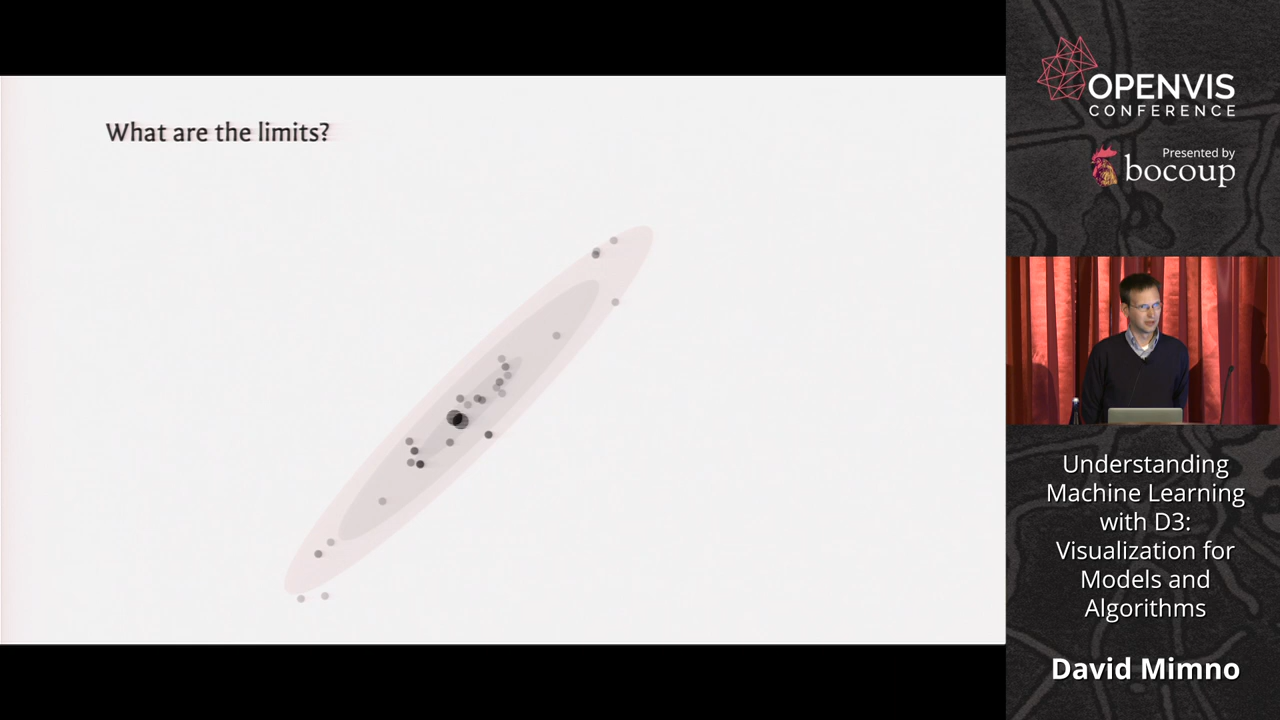 What are the limits?
OPENVIS
CONFERENCE
Presented by
bocoup
Understanding
Machine Learning
with D3:
Visualization for
Models and
Algorithms
David Mimno